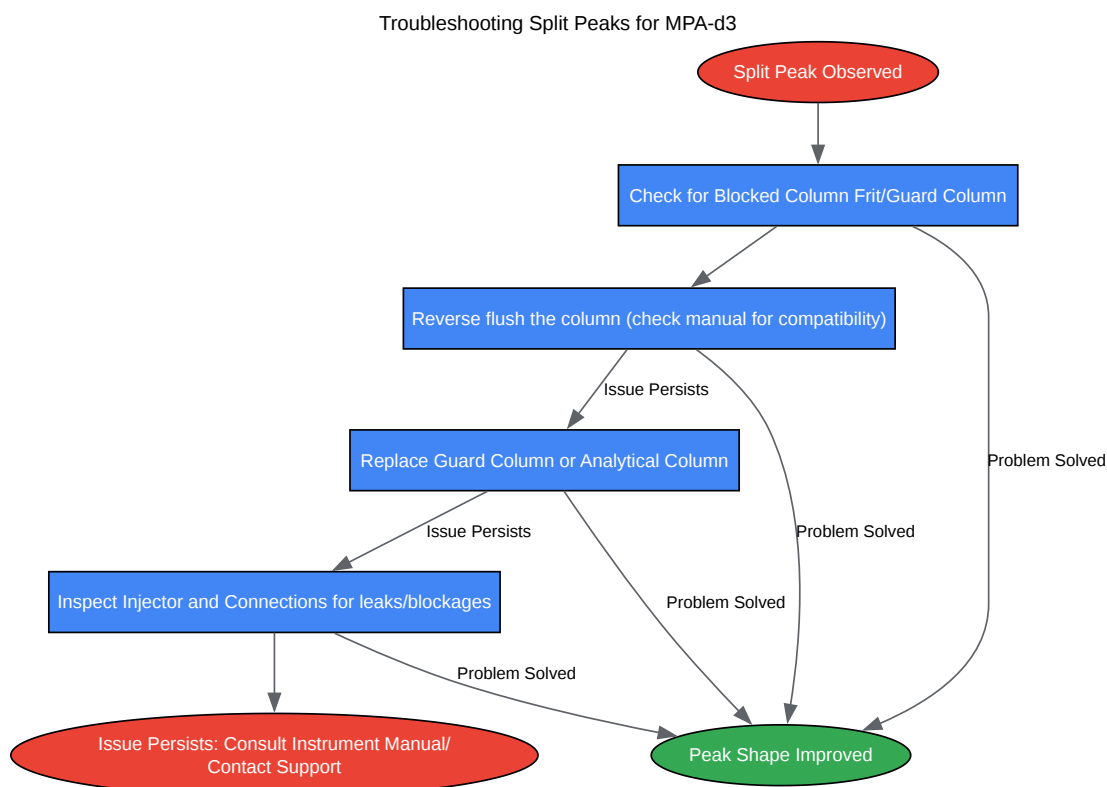 Troubleshooting Split Peaks for MPA-d3
Split Peak Observed
Check for Blocked Column Frit/Guard Column
Reverse flush the column (check manual for compatibility)
Issue Persists
Replace Guard Column or Analytical Column
Problem Solved
Issue Persists
Problem Solved
Inspect Injector and Connections for leaks/blockages
Problem Solved
Problem Solved
Issue Persists: Consult Instrument Manual/
Contact Support
Peak Shape Improved